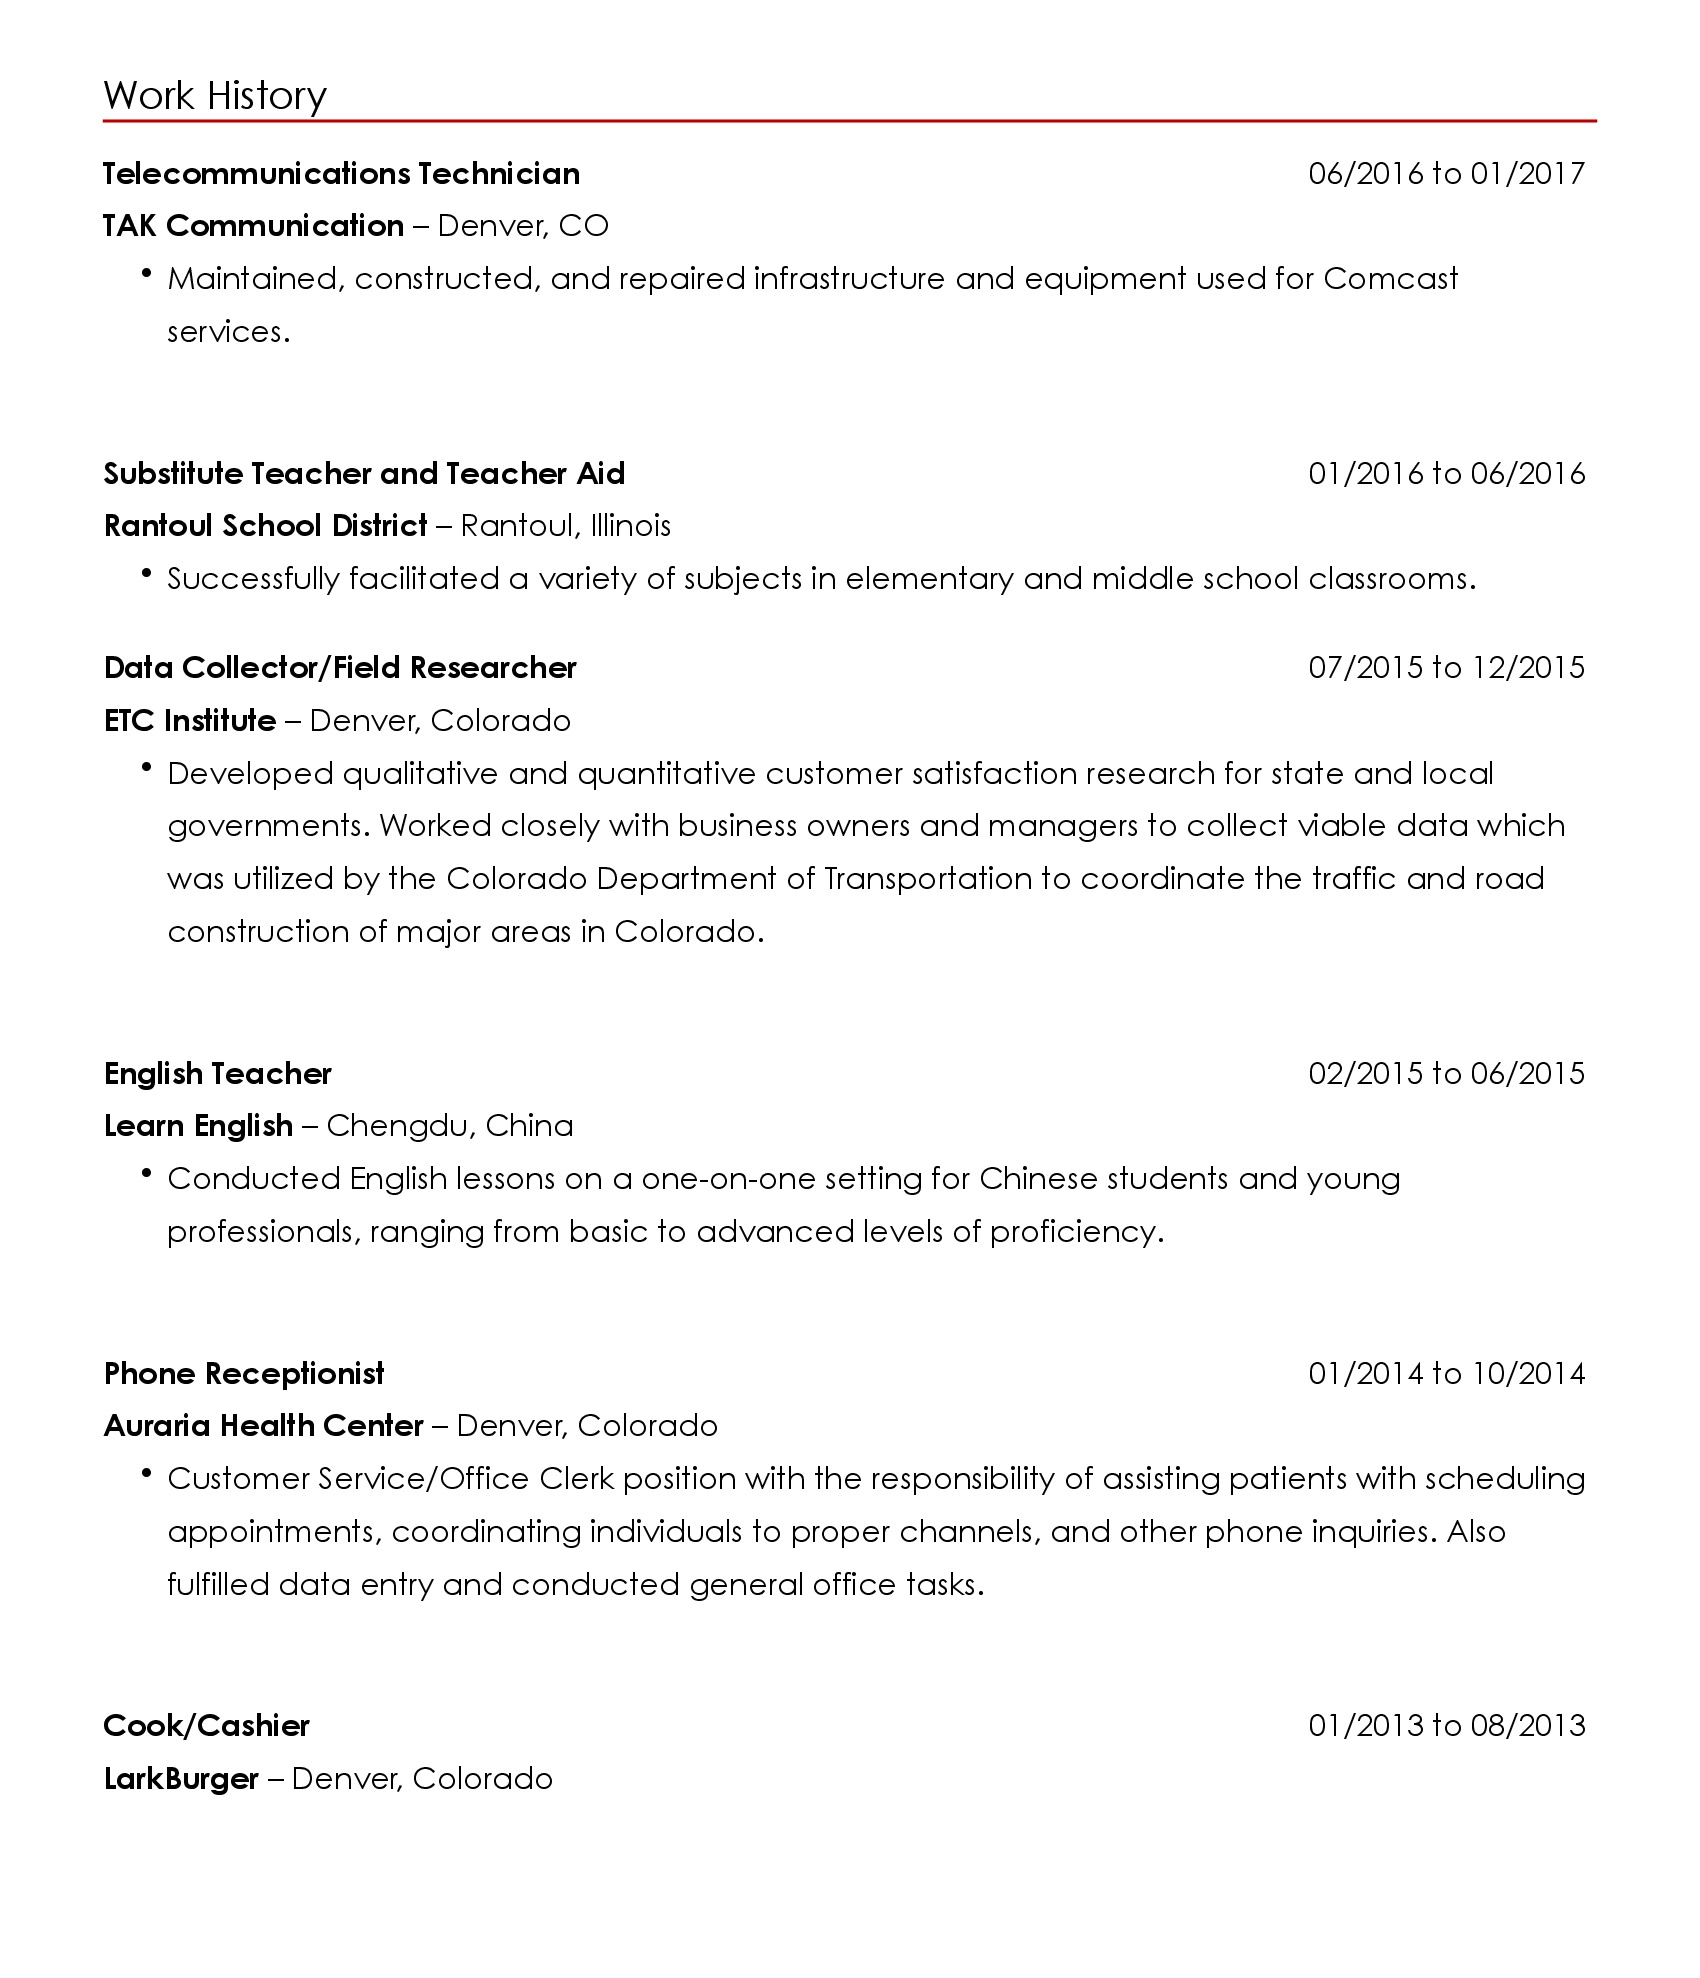 Work History
Telecommunications Technician 06/2016 to 01/2017
TAK Communication – Denver, CO
• Maintained, constructed, and repaired infrastructure and equipment used for Comcast
services.
Substitute Teacher and Teacher Aid 01/2016 to 06/2016
Rantoul School District – Rantoul, Illinois
• Successfully facilitated a variety of subjects in elementary and middle school classrooms.
Data Collector/Field Researcher 07/2015 to 12/2015
ETC Institute – Denver, Colorado
• Developed qualitative and quantitative customer satisfaction research for state and local
governments. Worked closely with business owners and managers to collect viable data which
was utilized by the Colorado Department of Transportation to coordinate the traffic and road
construction of major areas in Colorado.
English Teacher 02/2015 to 06/2015
Learn English – Chengdu, China
• Conducted English lessons on a one-on-one setting for Chinese students and young
professionals, ranging from basic to advanced levels of proficiency.
Phone Receptionist 01/2014 to 10/2014
Auraria Health Center – Denver, Colorado
• Customer Service/Office Clerk position with the responsibility of assisting patients with scheduling
appointments, coordinating individuals to proper channels, and other phone inquiries. Also
fulfilled data entry and conducted general office tasks.
Cook/Cashier 01/2013 to 08/2013
LarkBurger – Denver, Colorado